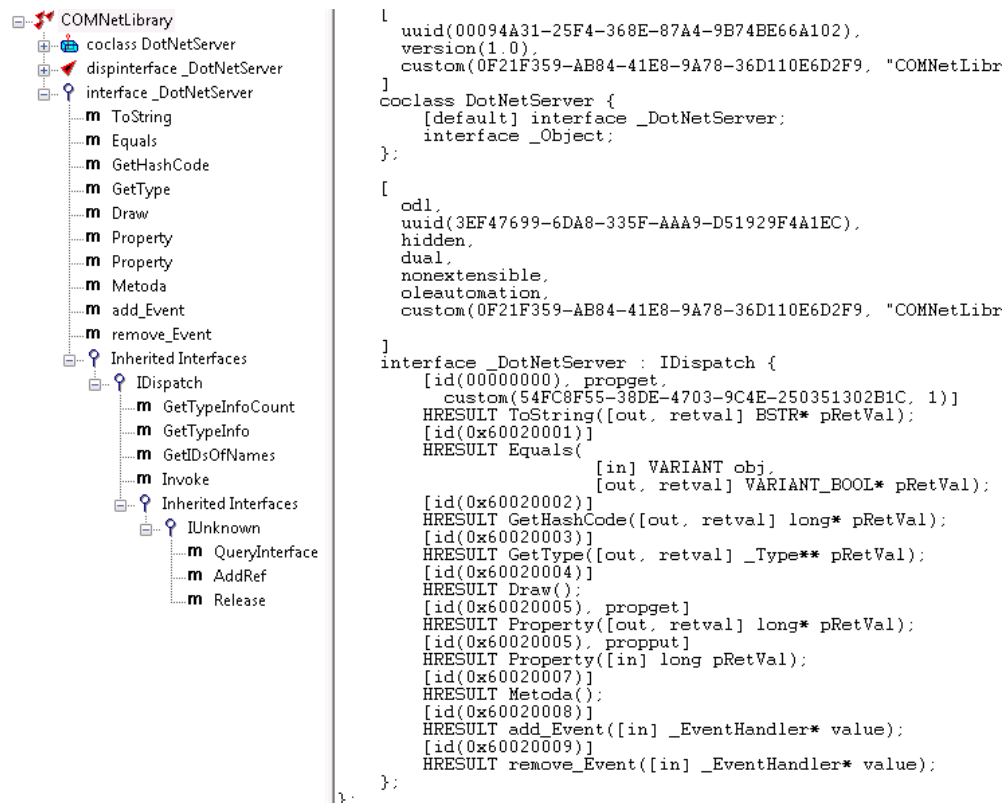 COMNetLibrary
coclass DotNetServer
dispinterface _DotNetServer
interface _DotNetServer
m ToString
m Equals
m GetHashCode
m GetType
m Draw
m Property
m Property
m Metoda
m add_Event
m remove_Event
Inherited Interfaces
IDispatch
m GetTypeInfoCount
m GetTypeInfo
m GetIDsOfNames
m Invoke
Inherited Interfaces
IUnknown
m QueryInterface
m AddRef
m Release
[
uuid(00094A31-25F4-368E-87A4-9B74BE66A102),
version(1.0),
custom(0F21F359-AB84-41E8-9A78-36D110E6D2F9, "COMNetLibr
]
coclass DotNetServer {
[default] interface _DotNetServer;
interface _Object;
};
[
odl,
uuid(3EF47699-6DA8-335F-AAA9-D51929F4A1EC),
hidden,
dual,
nonextensible,
oleautomation,
custom(0F21F359-AB84-41E8-9A78-36D110E6D2F9, "COMNetLibr
]
interface _DotNetServer : IDispatch {
[id(00000000), propget,
custom(54FC8F55-38DE-4703-9C4E-250351302B1C, 1)]
HRESULT ToString([out, retval] BSTR* pRetVal);
[id(0x60020001)]
HRESULT Equals(
[in] VARIANT obj,
[out, retval] VARIANT_BOOL* pRetVal);
[id(0x60020002)]
HRESULT GetHashCode([out, retval] long* pRetVal);
[id(0x60020003)]
HRESULT GetType([out, retval] _Type** pRetVal);
[id(0x60020004)]
HRESULT Draw();
[id(0x60020005), propget]
HRESULT Property([out, retval] long* pRetVal);
[id(0x60020005), propput]
HRESULT Property([in] long pRetVal);
[id(0x60020007)]
HRESULT Metoda();
[id(0x60020008)]
HRESULT add_Event([in] _EventHandler* value);
[id(0x60020009)]
HRESULT remove_Event([in] _EventHandler* value);
};
};